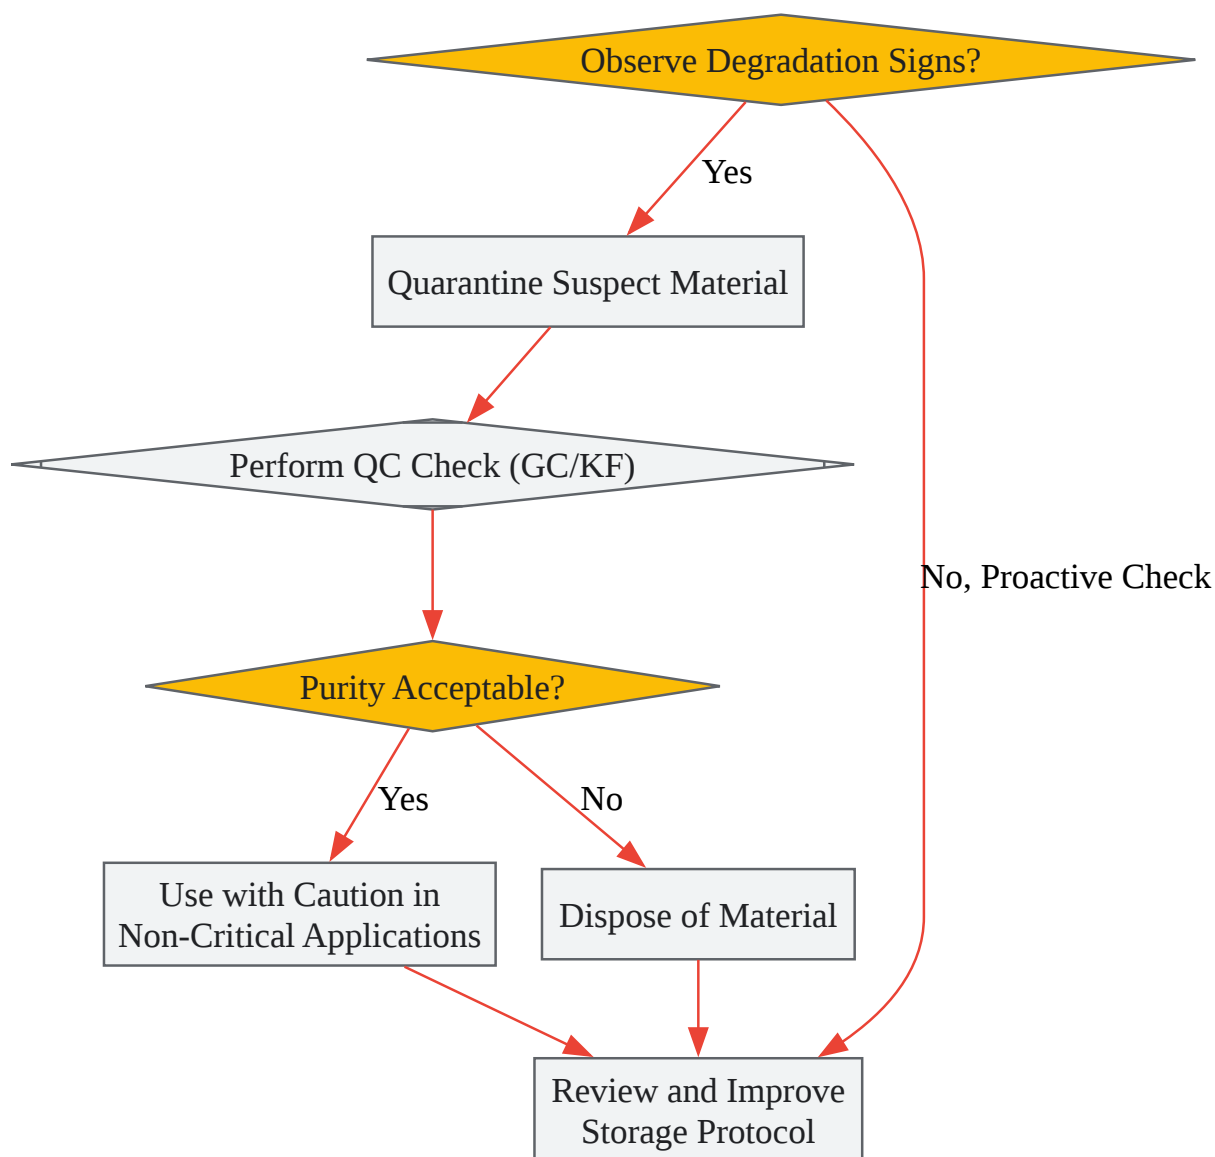 Observe Degradation Signs?
Yes
Quarantine Suspect Material
Perform QC Check (GC/KF)
No, Proactive Check
Purity Acceptable?
Yes
No
Use with Caution in
Non-Critical Applications
Dispose of Material
Review and Improve
Storage Protocol